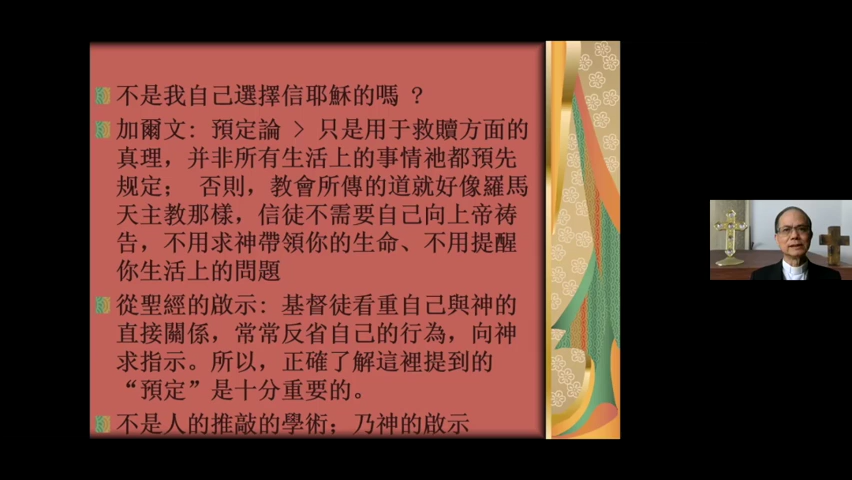 不是我自己選擇信耶穌的嗎 ?
加爾文: 預定論 > 只是用于救贖方面的
真理，并非所有生活上的事情祂都預先
规定； 否則，教會所傳的道就好像羅馬
天主教那樣，信徒不需要自己向上帝祷
告，不用求神帶領你的生命、不用提醒
你生活上的問題
從聖經的啟示: 基督徒看重自己與神的
直接關係，常常反省自己的行為，向神
求指示。所以，正確了解這裡提到的
“預定”是十分重要的。
不是人的推敲的學術；乃神的啟示